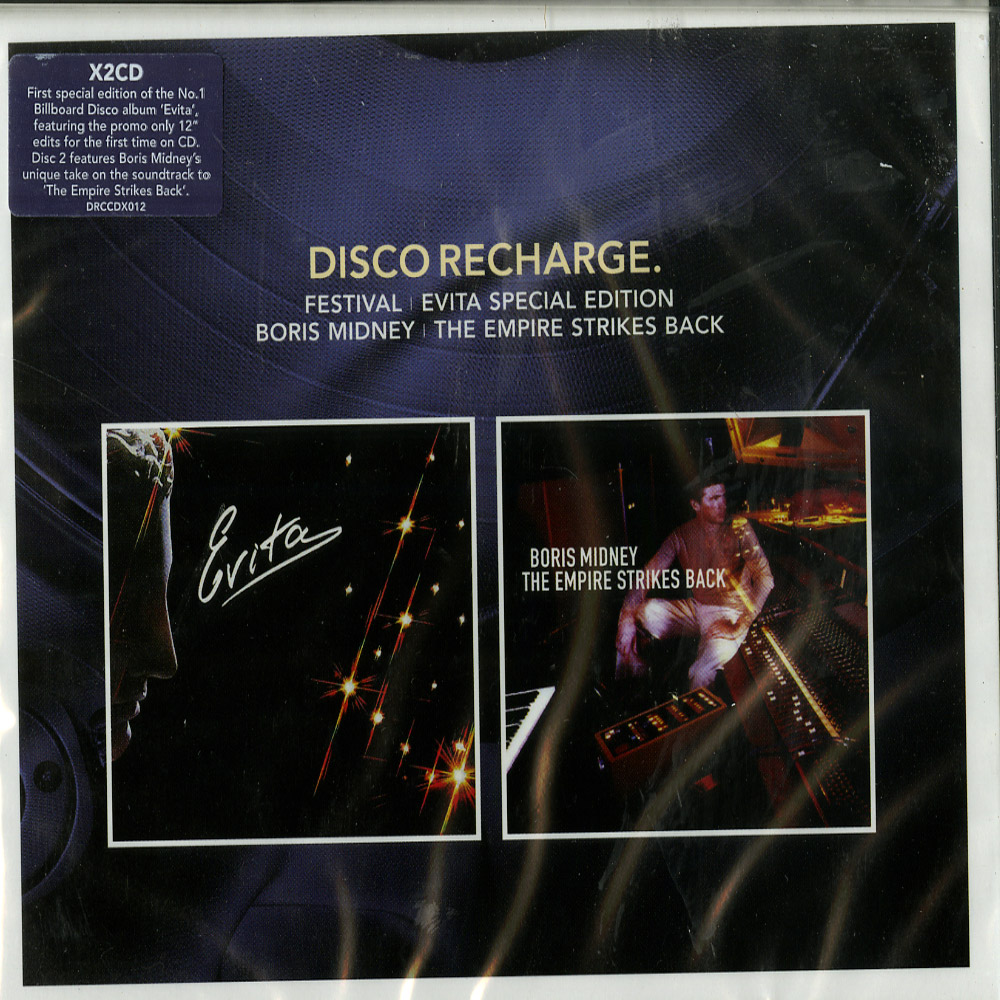 X2CD
First special edition of the No.1
Billboard Disco album 'Evita',
featuring the promo only 12"
edits for the first time on CD.
Disc 2 features Boris Midney's
unique take on the soundtrack to
'The Empire Strikes Back'.
DRCCDX012
DISCO RECHARGE.
FESTIVAL | EVITA SPECIAL EDITION
BORIS MIDNEY | THE EMPIRE STRIKES BACK
Evita
BORIS MIDNEY
THE EMPIRE STRIKES BACK